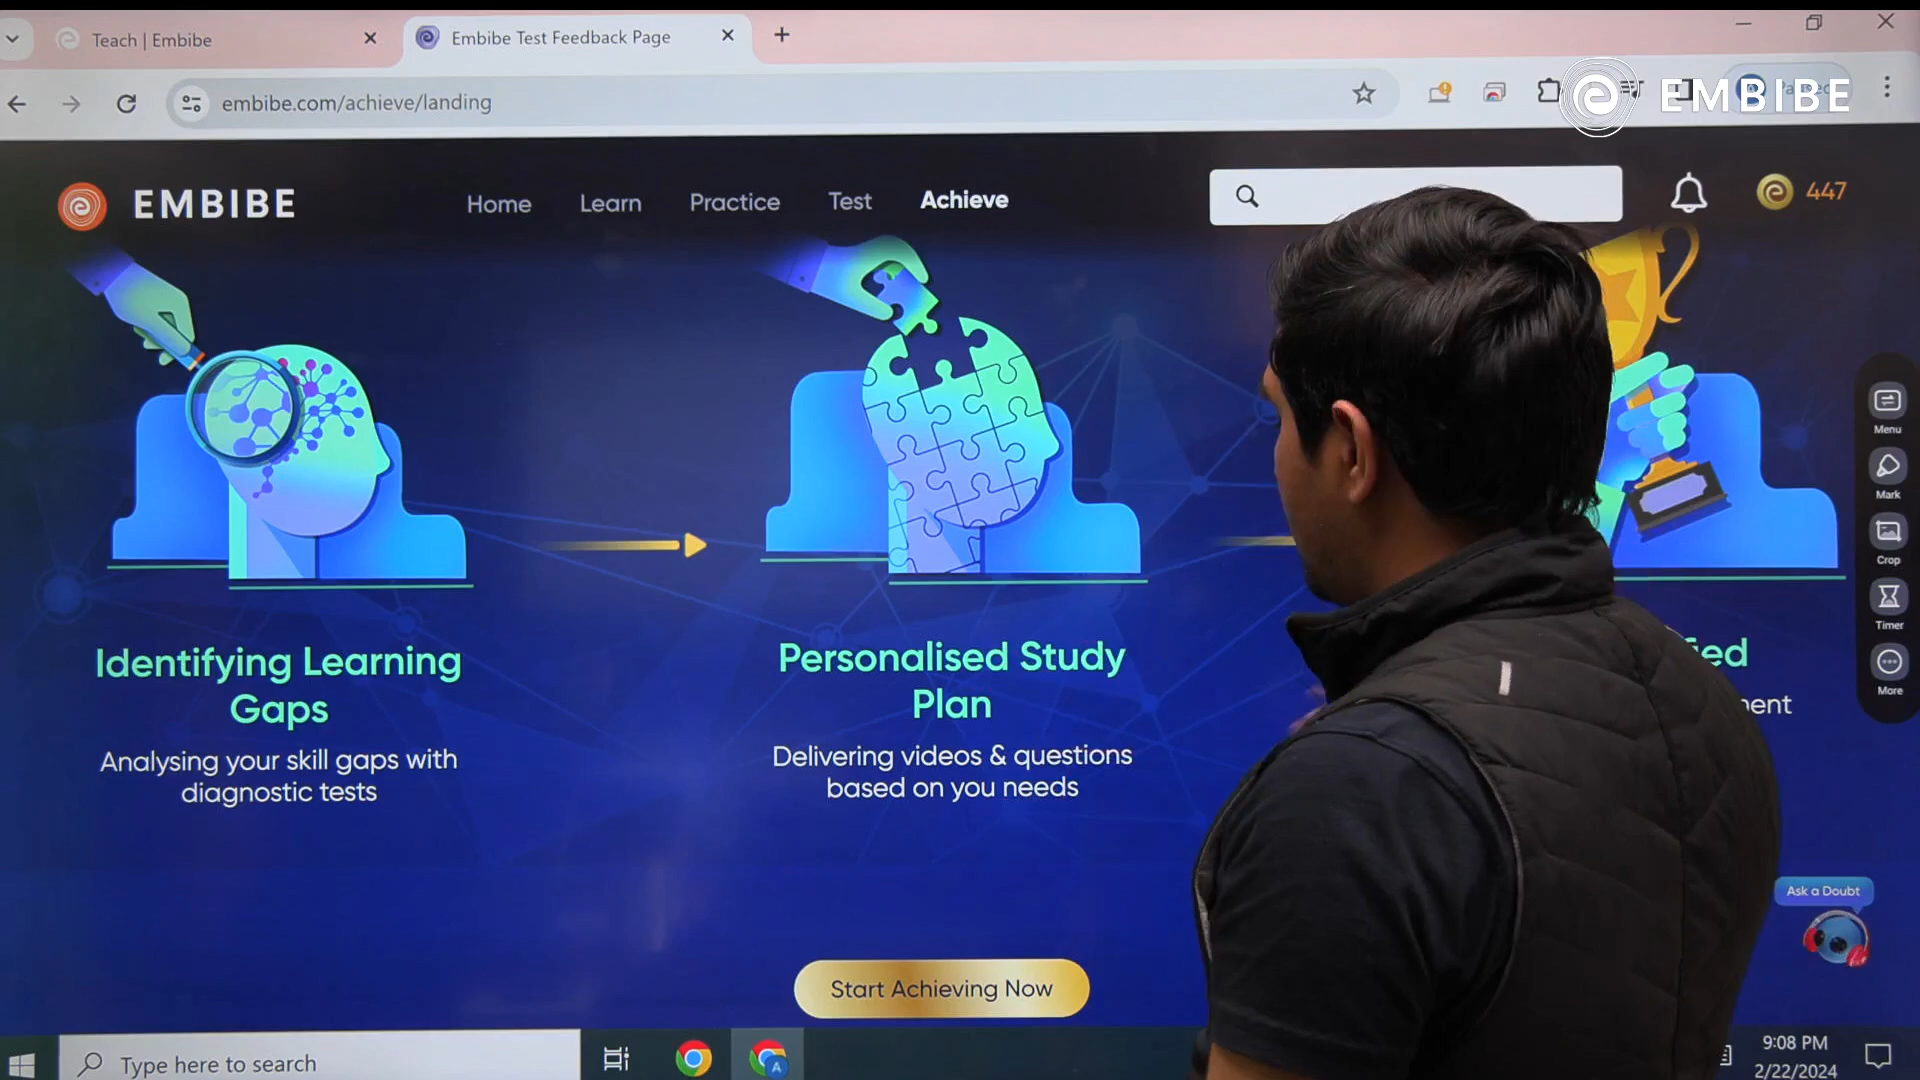 Teach | Embibe
Embibe Test Feedback Page
embibe.com/achieve/landing
EMBIBE
EMBIBE
Home
Learn
Practice
Test
Achieve
447
Menu
Mark
Crop
Timer
More
Identifying Learning
Gaps
Analysing your skill gaps with
diagnostic tests
Personalised Study
Plan
Delivering videos & questions
based on you needs
Ask a Doubt
Start Achieving Now
Type here to search
9:08 PM
2/22/2024